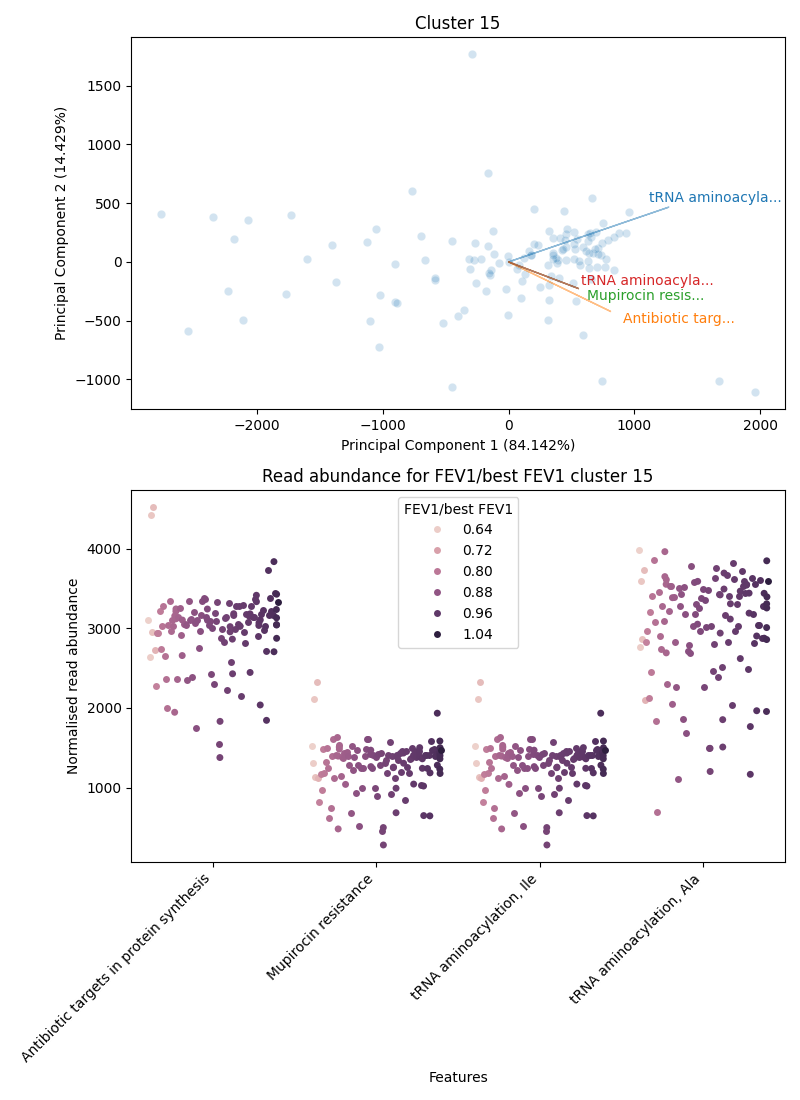 Cluster 15
1500
1000
500
0
−500
−1000
Principal Component 2 (14.429%)
tRNA aminoacyla...
tRNA aminoacyla...
Mupirocin resis...
Antibiotic targ...
−2000
−1000
0
1000
2000
Principal Component 1 (84.142%)
Read abundance for FEV1/best FEV1 cluster 15
4000
3000
2000
1000
Normalised read abundance
FEV1/best FEV1
0.64
0.72
0.80
0.88
0.96
1.04
Antibiotic targets in protein synthesis
Mupirocin resistance
tRNA aminoacylation, Ile
tRNA aminoacylation, Ala
Features